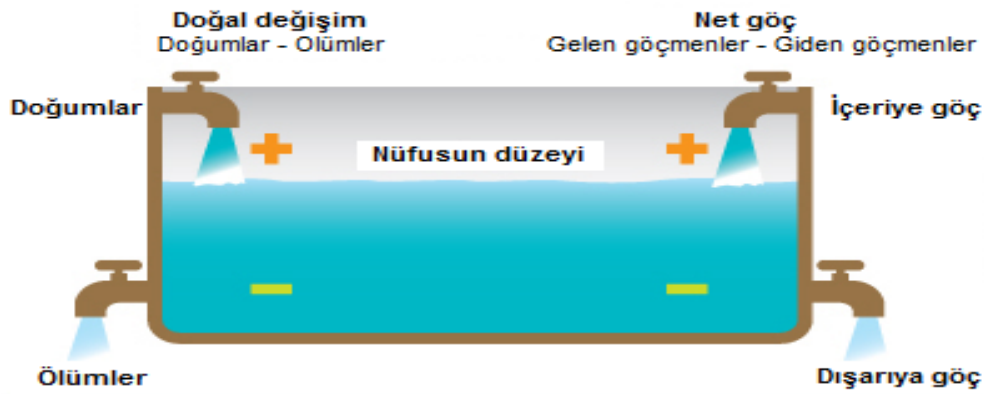 Doğal değişim
Doğumlar - Ölümler
Net göç
Gelen göçmenler - Giden göçmenler
Doğumlar
İçeriye göç
Nüfusun düzeyi
Ölümler
Dışarıya göç